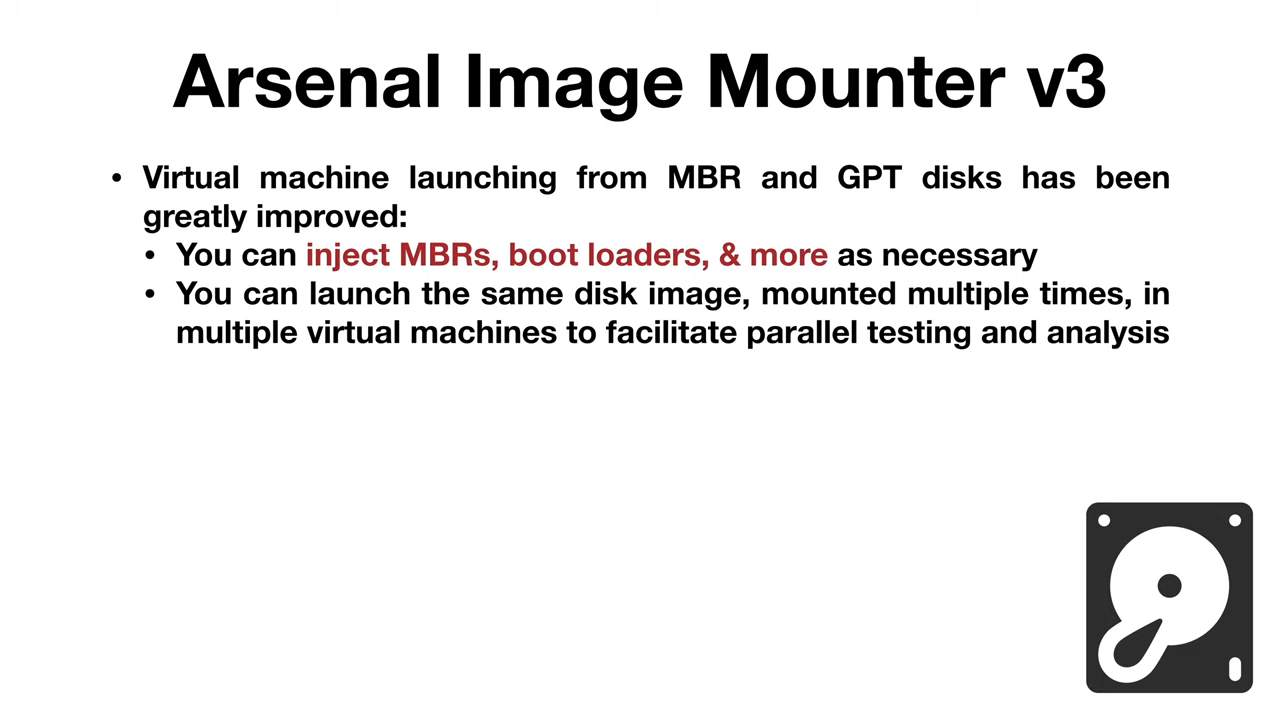 Arsenal Image Mounter v3
• Virtual machine launching from MBR and GPT disks has been
greatly improved:
• You can inject MBRs, boot loaders, & more as necessary
• You can launch the same disk image, mounted multiple times, in
multiple virtual machines to facilitate parallel testing and analysis